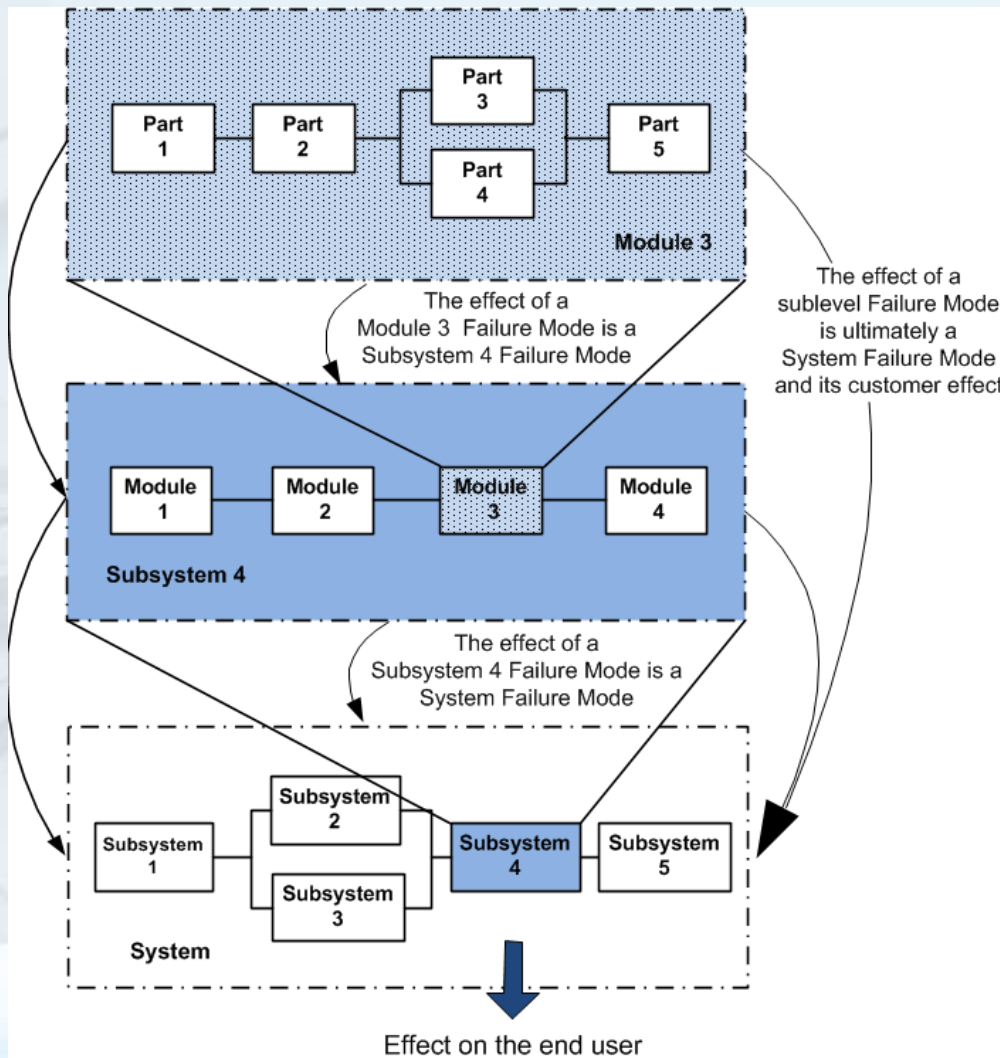 Part
1
Part
2
Part
3
Part
4
Part
5
Module 3
The effect of a
Module 3 Failure Mode is a
Subsystem 4 Failure Mode
The effect of a
sublevel Failure Mode
is ultimately a
System Failure Mode
and its customer effect
Module
1
Module
2
Module
3
Module
4
Subsystem 4
The effect of a
Subsystem 4 Failure Mode is a
System Failure Mode
Subsystem
1
Subsystem
2
Subsystem
3
Subsystem
4
Subsystem
5
System
Effect on the end user